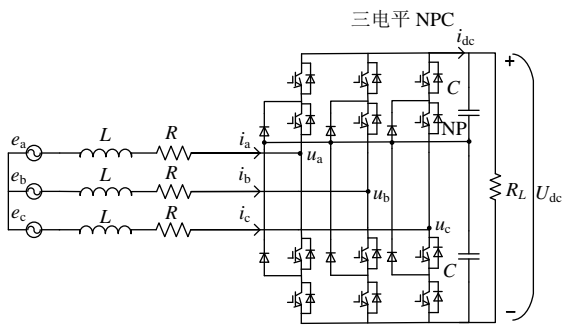 三电平 NPC
i_dc
+
C
NP
e_a L R i_a u_a
e_b L R i_b u_b
R_L U_dc
e_c L R i_c u_c
C
−